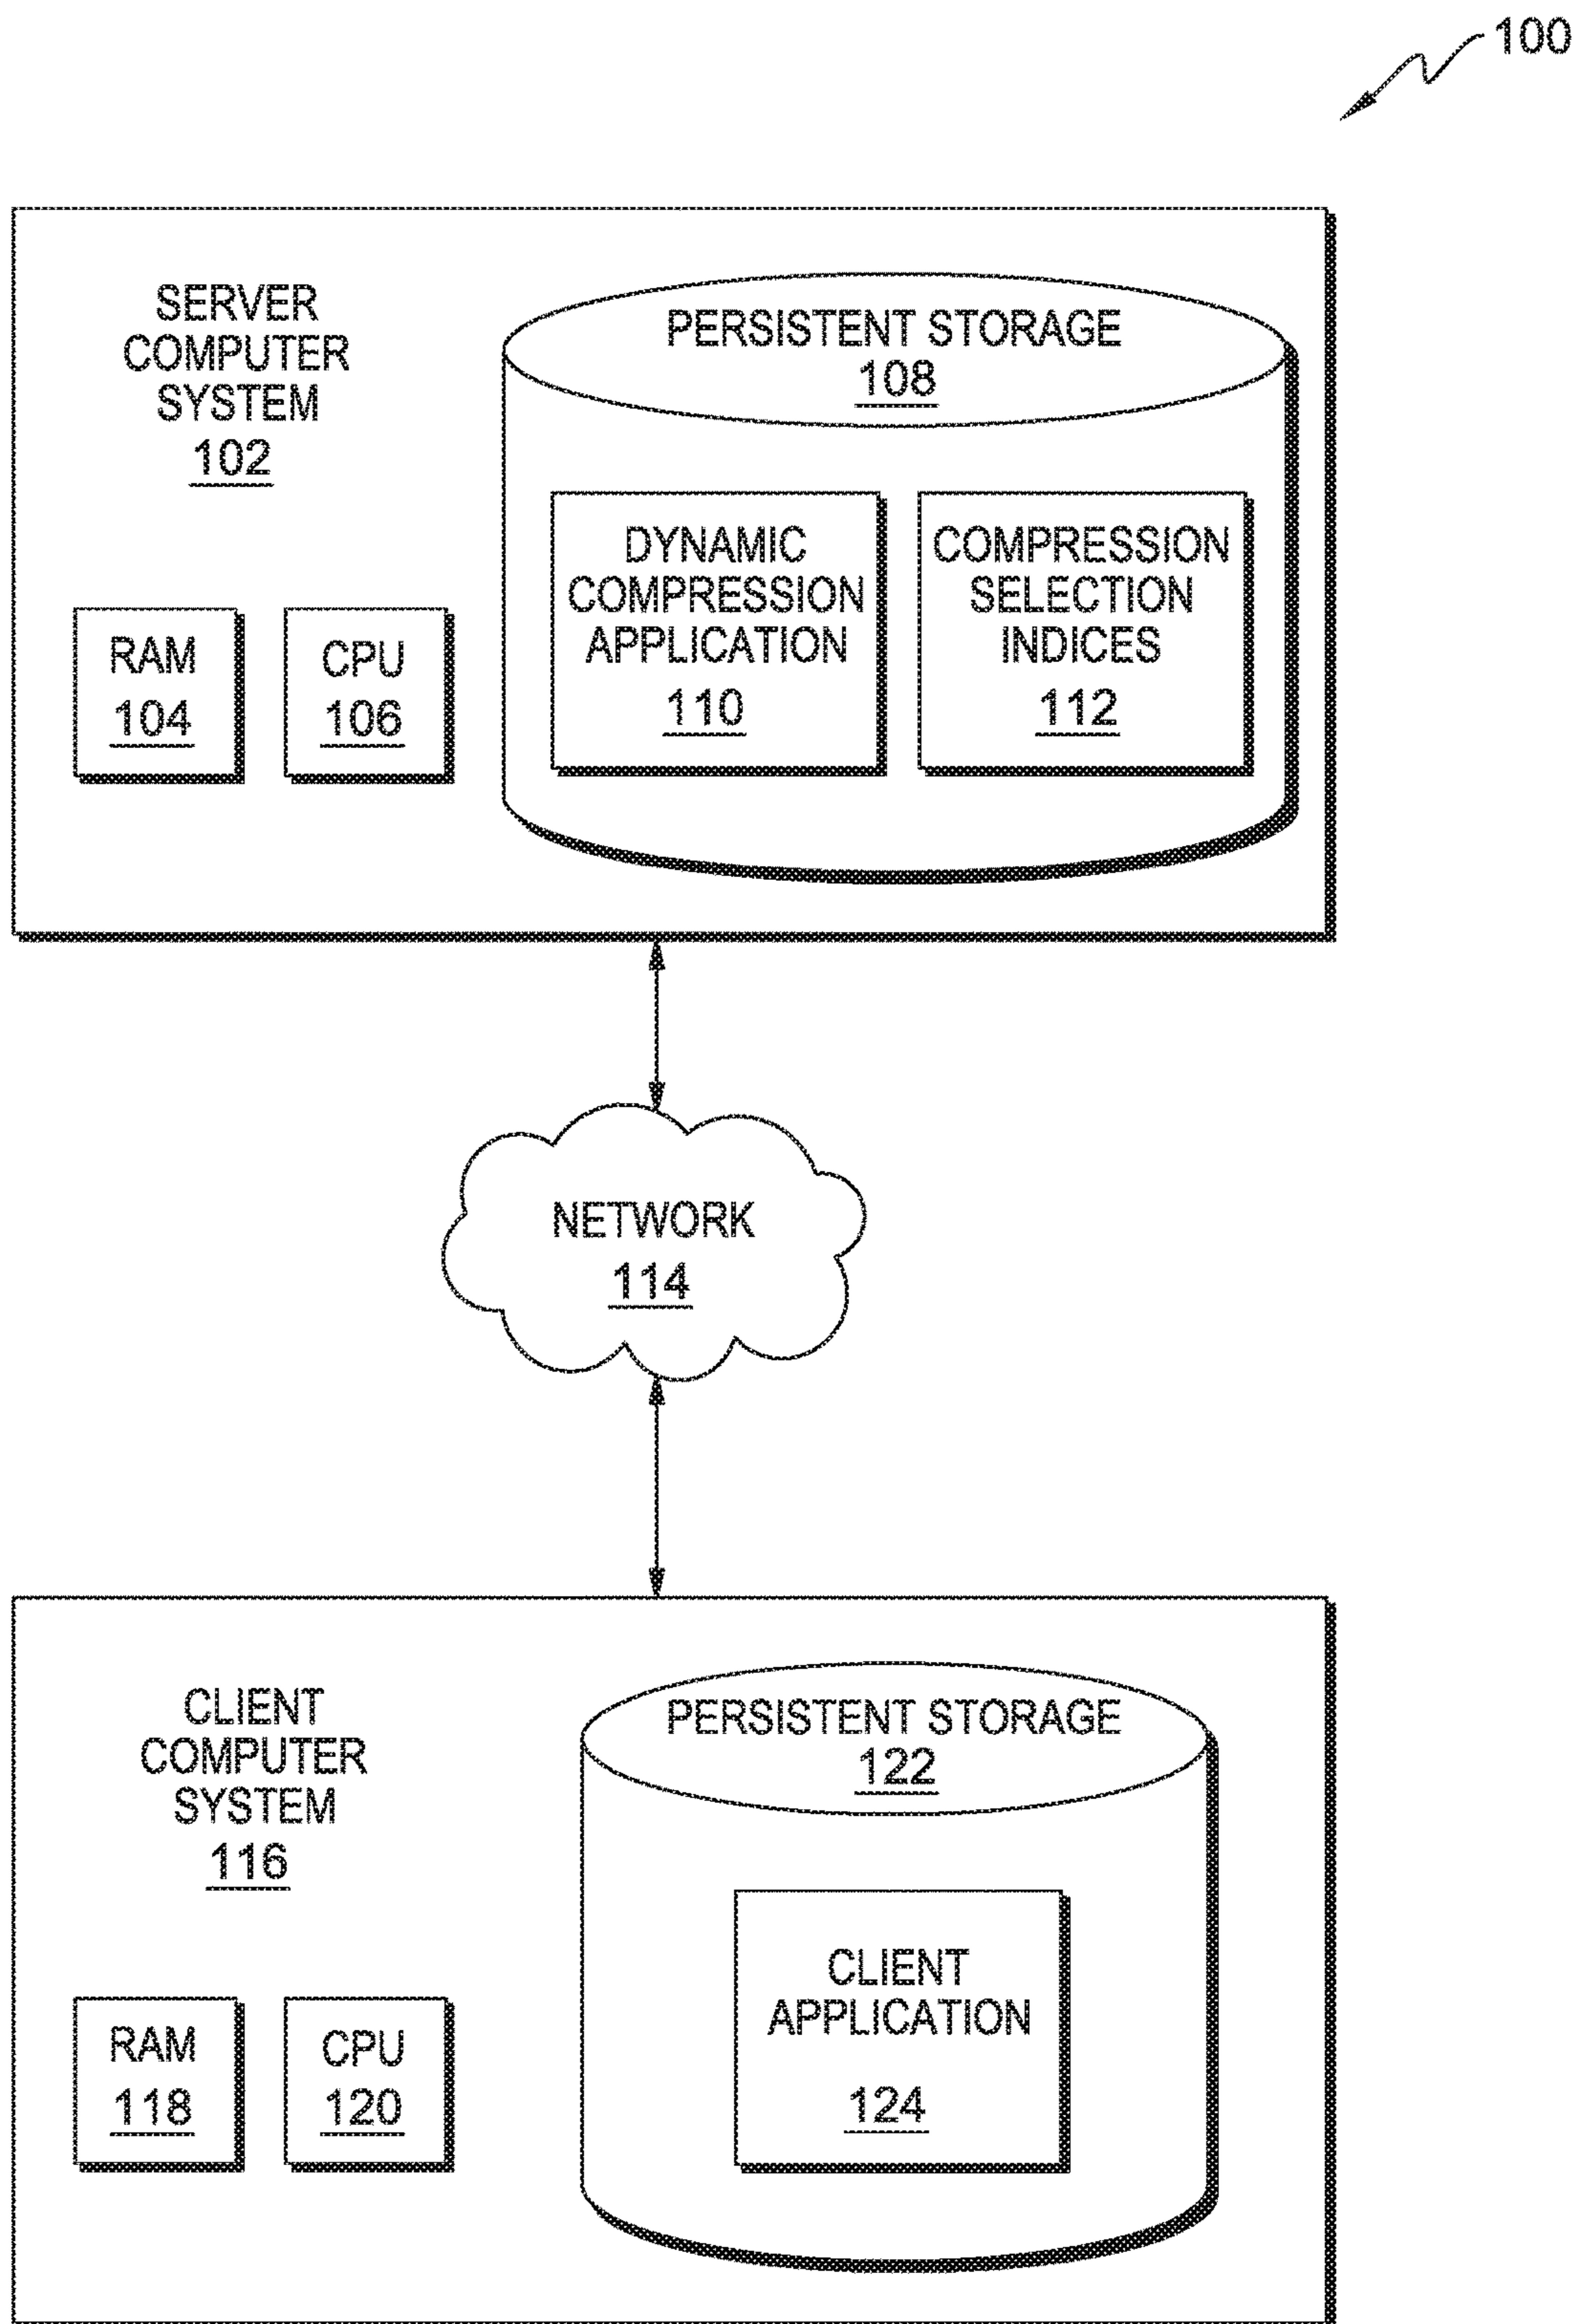 100
SERVER
COMPUTER
SYSTEM
102
PERSISTENT STORAGE
108
DYNAMIC
COMPRESSION
APPLICATION
110
COMPRESSION
SELECTION
INDICES
112
RAM
104
CPU
106
NETWORK
114
CLIENT
COMPUTER
SYSTEM
116
PERSISTENT STORAGE
122
CLIENT
APPLICATION
124
RAM
118
CPU
120